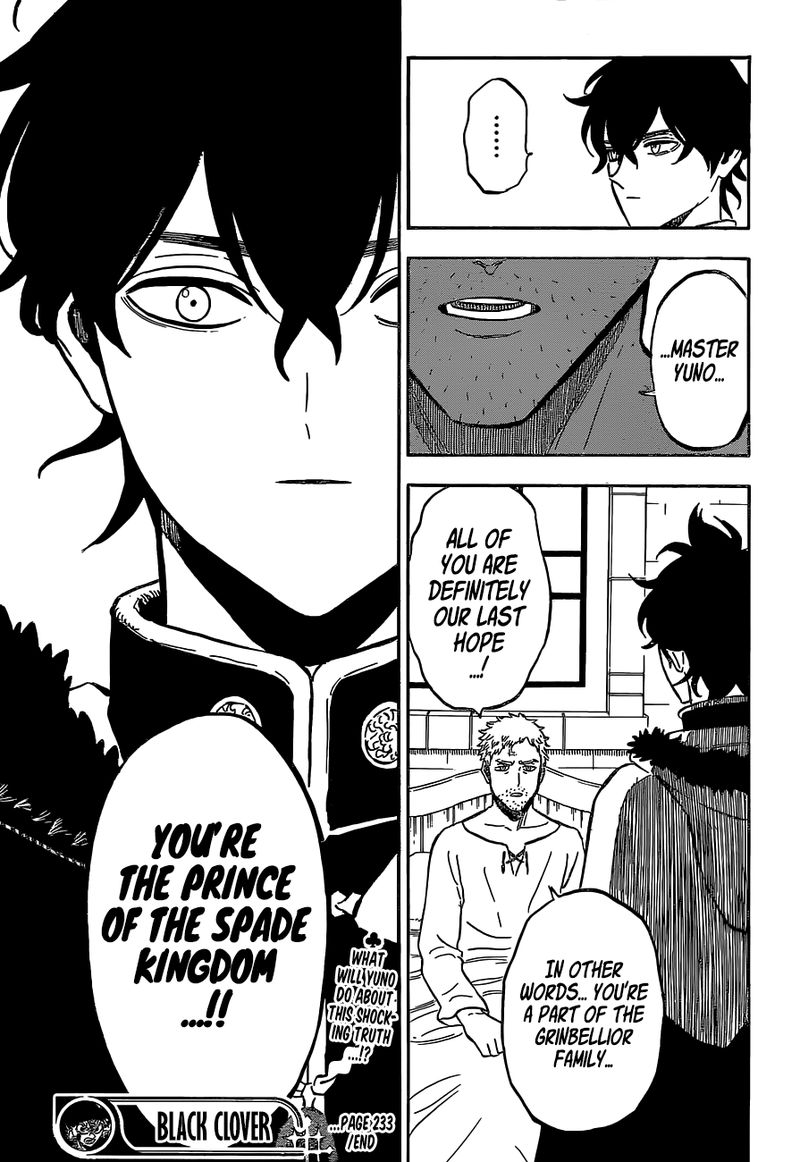 ......
...MASTER
YUNO...
ALL OF
YOU ARE
DEFINITELY
OUR LAST
HOPE
...!
IN OTHER
WORDS... YOU'RE
A PART OF THE
GRINBELLIOR
FAMILY...
YOU'RE
THE PRINCE
OF THE SPADE
KINGDOM
...!!
WHAT
WILL YUNO
DO ABOUT
THIS SHOCK-
ING TRUTH
...!?
BLACK CLOVER
...PAGE 233
/END